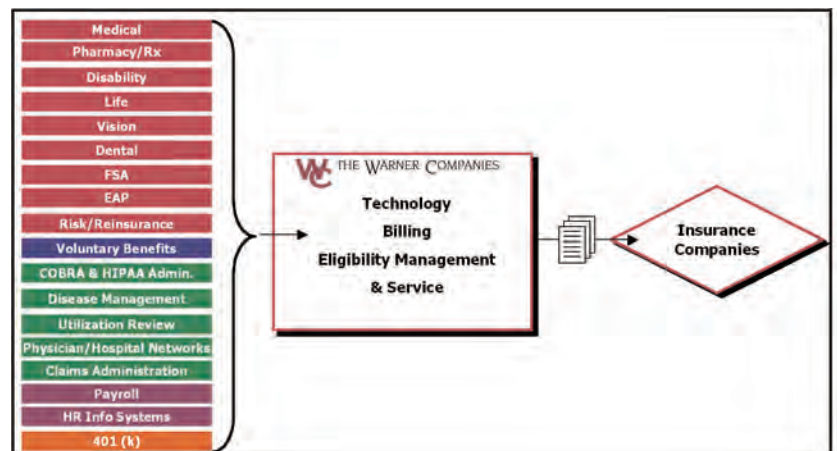 Medical
Pharmacy/Rx
Disability
Life
Vision
Dental
FSA
EAP
Risk/Reinsurance
Voluntary Benefits
COBRA & HIPAA Admin.
Disease Management
Utilization Review
Physician/Hospital Networks
Claims Administration
Payroll
HR Info Systems
401 (k)
WC THE WARNER COMPANIES
Technology
Billing
Eligibility Management
& Service
Insurance
Companies